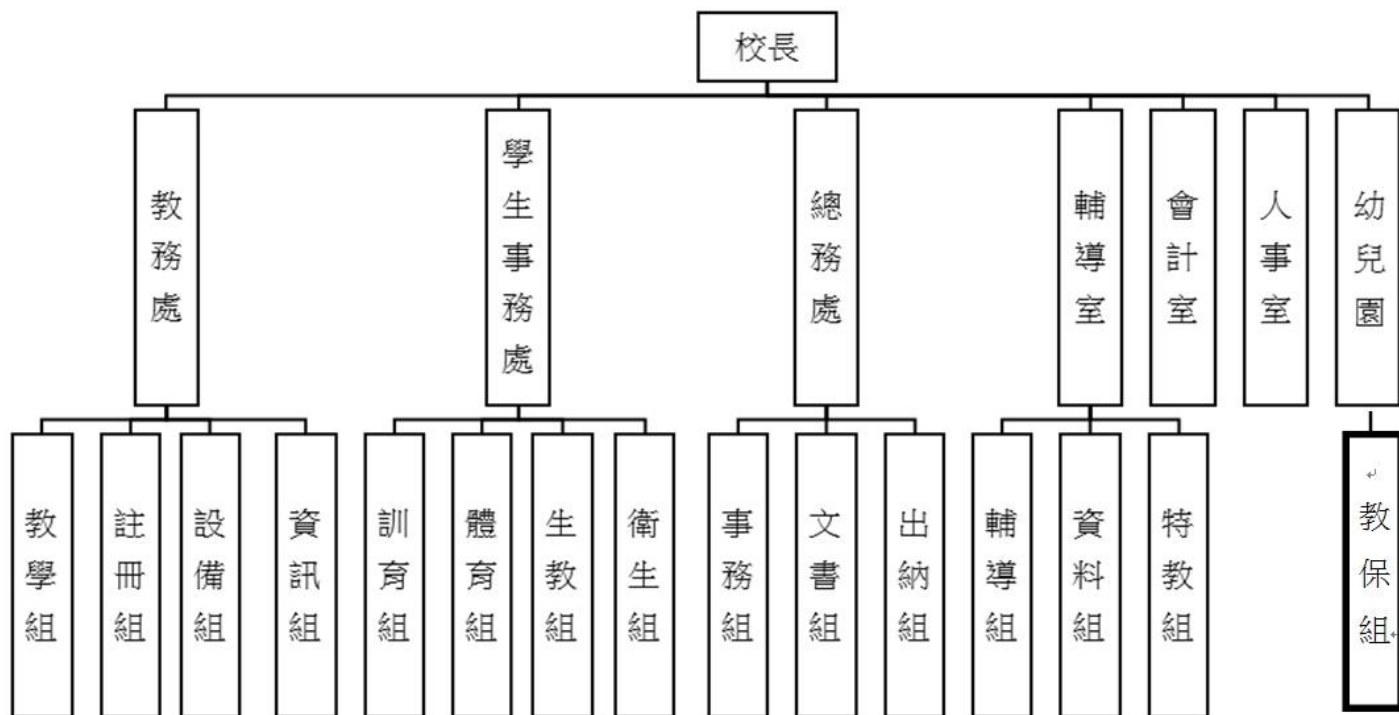 校長
教務處
學生事務處
總務處
輔導室
會計室
人事室
幼兒園
教學組
註冊組
設備組
資訊組
訓育組
體育組
生教組
衛生組
事務組
文書組
出納組
輔導組
資料組
特教組
教保組